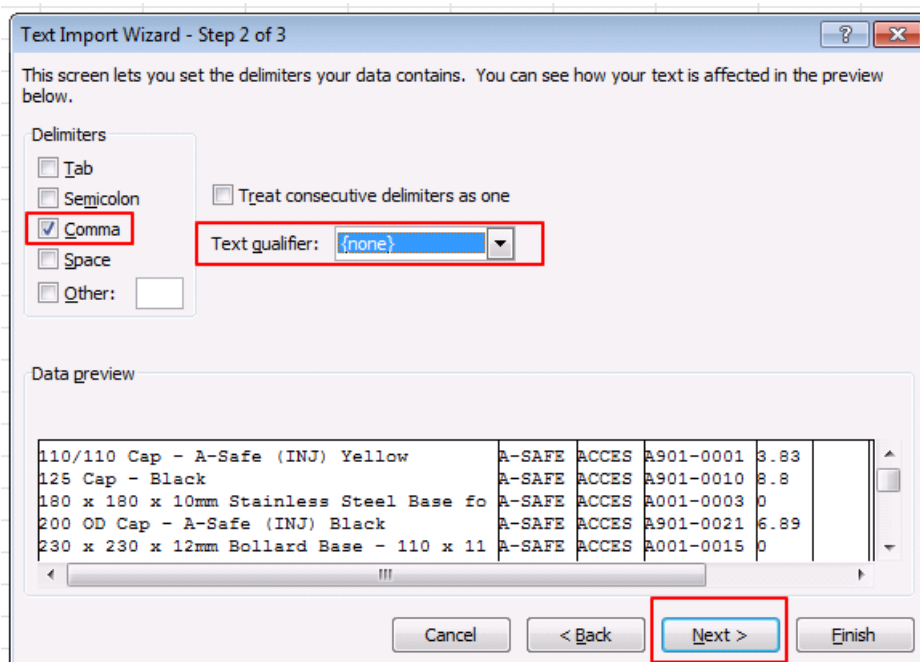 Text Import Wizard - Step 2 of 3
This screen lets you set the delimiters your data contains. You can see how your text is affected in the preview
below.
Delimiters
Tab
Semicolon
Comma
Space
Other:
Treat consecutive delimiters as one
Text qualifier: {none}
Data preview
110/110 Cap - A-Safe (INJ) Yellow A-SAFE ACCES A901-0001 3.83
125 Cap - Black A-SAFE ACCES A901-0010 8.8
180 x 180 x 10mm Stainless Steel Base fo A-SAFE ACCES A001-0003 0
200 OD Cap - A-Safe (INJ) Black A-SAFE ACCES A901-0021 6.89
230 x 230 x 12mm Bollard Base - 110 x 11 A-SAFE ACCES A001-0015 0
Cancel < Back Next > Finish